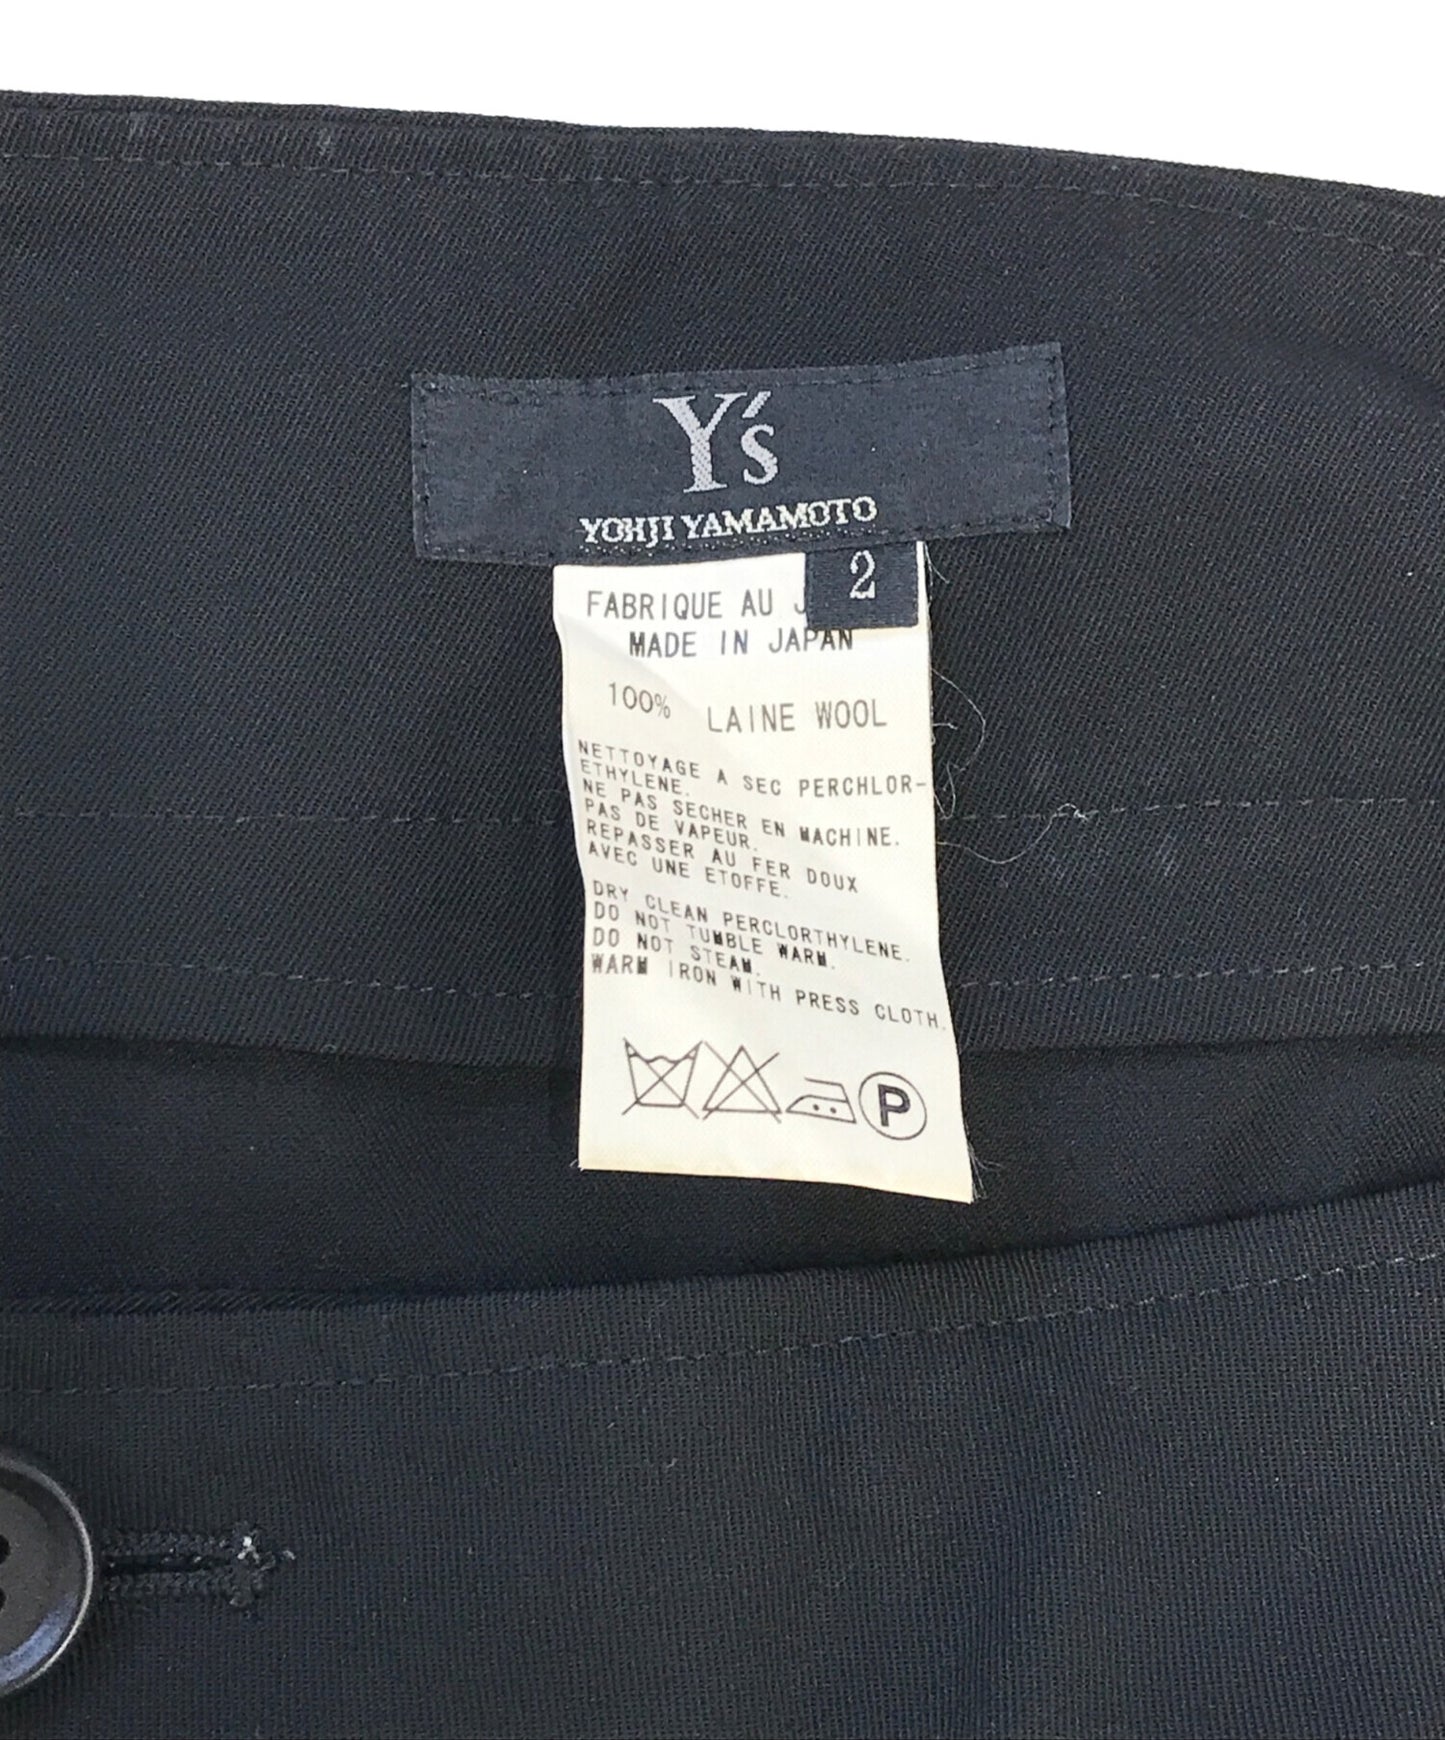 Y's
YOHJI YAMAMOTO
2
FABRIQUE AU J
MADE IN JAPAN
100% LAINE WOOL
NETTOYAGE A SEC PERCHLOR-
ETHYLENE.
NE PAS SECHER EN MACHINE.
PAS DE VAPEUR.
REPASSER AU FER DOUX
AVEC UNE ETOFFE.
DRY CLEAN PERCLORTHYLENE.
DO NOT TUMBLE WARM.
DO NOT STEAM.
WARM IRON WITH PRESS CLOTH.
P